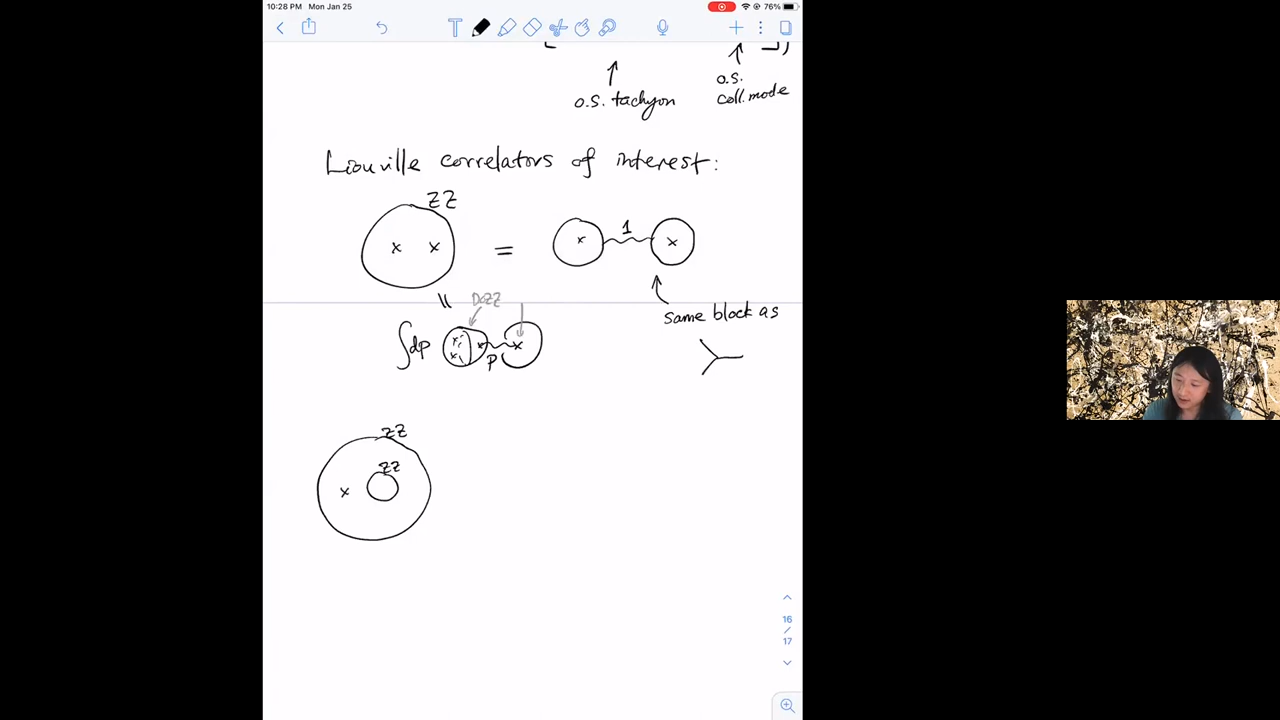 10:28 PM Mon Jan 25
76%
T
o.s. tachyon
o.s.
coll. mode
Liouville correlators of interest:
ZZ
x x = x 1 x
DOZZ
same block as
∫dp x x x x
P
ZZ
ZZ
x
16
/
17